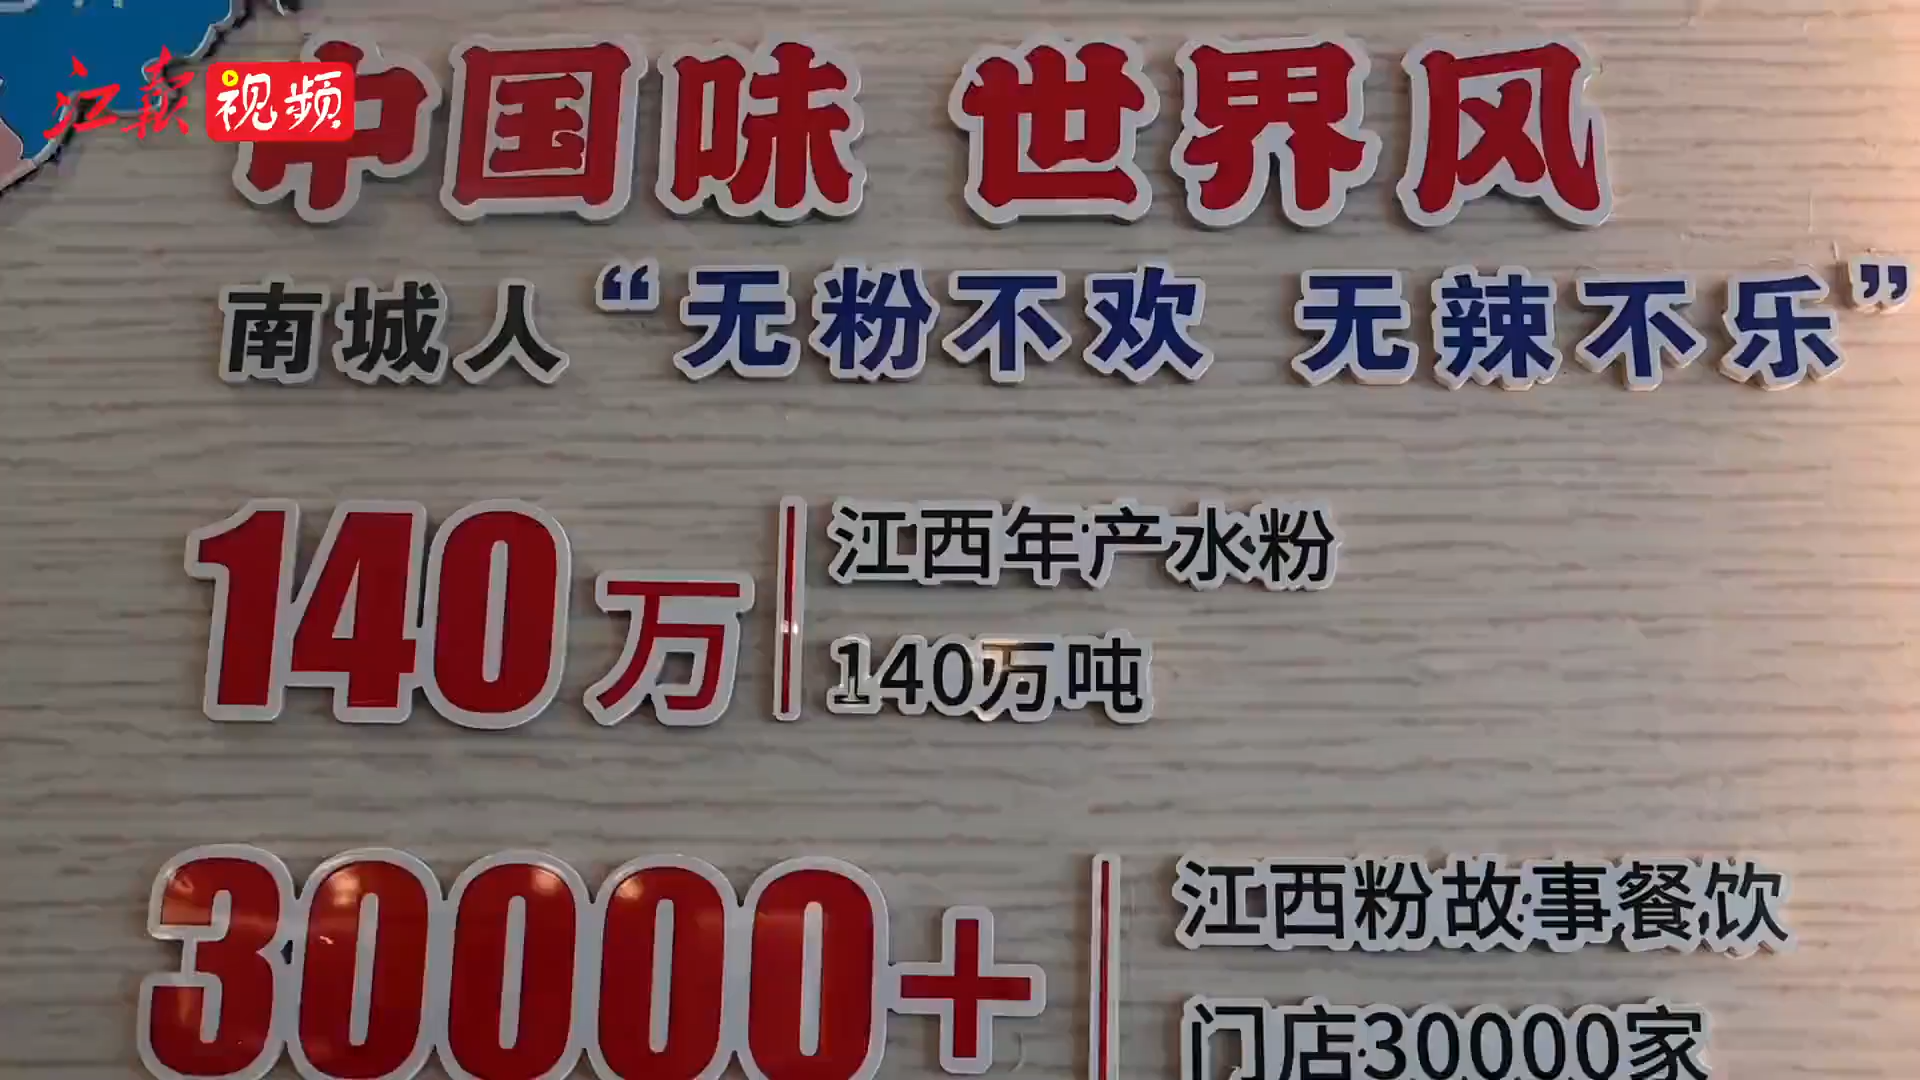 江报视频
中国味 世界风
南城人“无粉不欢 无辣不乐”
140万
江西年产水粉
140万吨
30000+
江西粉故事餐饮
门店30000家